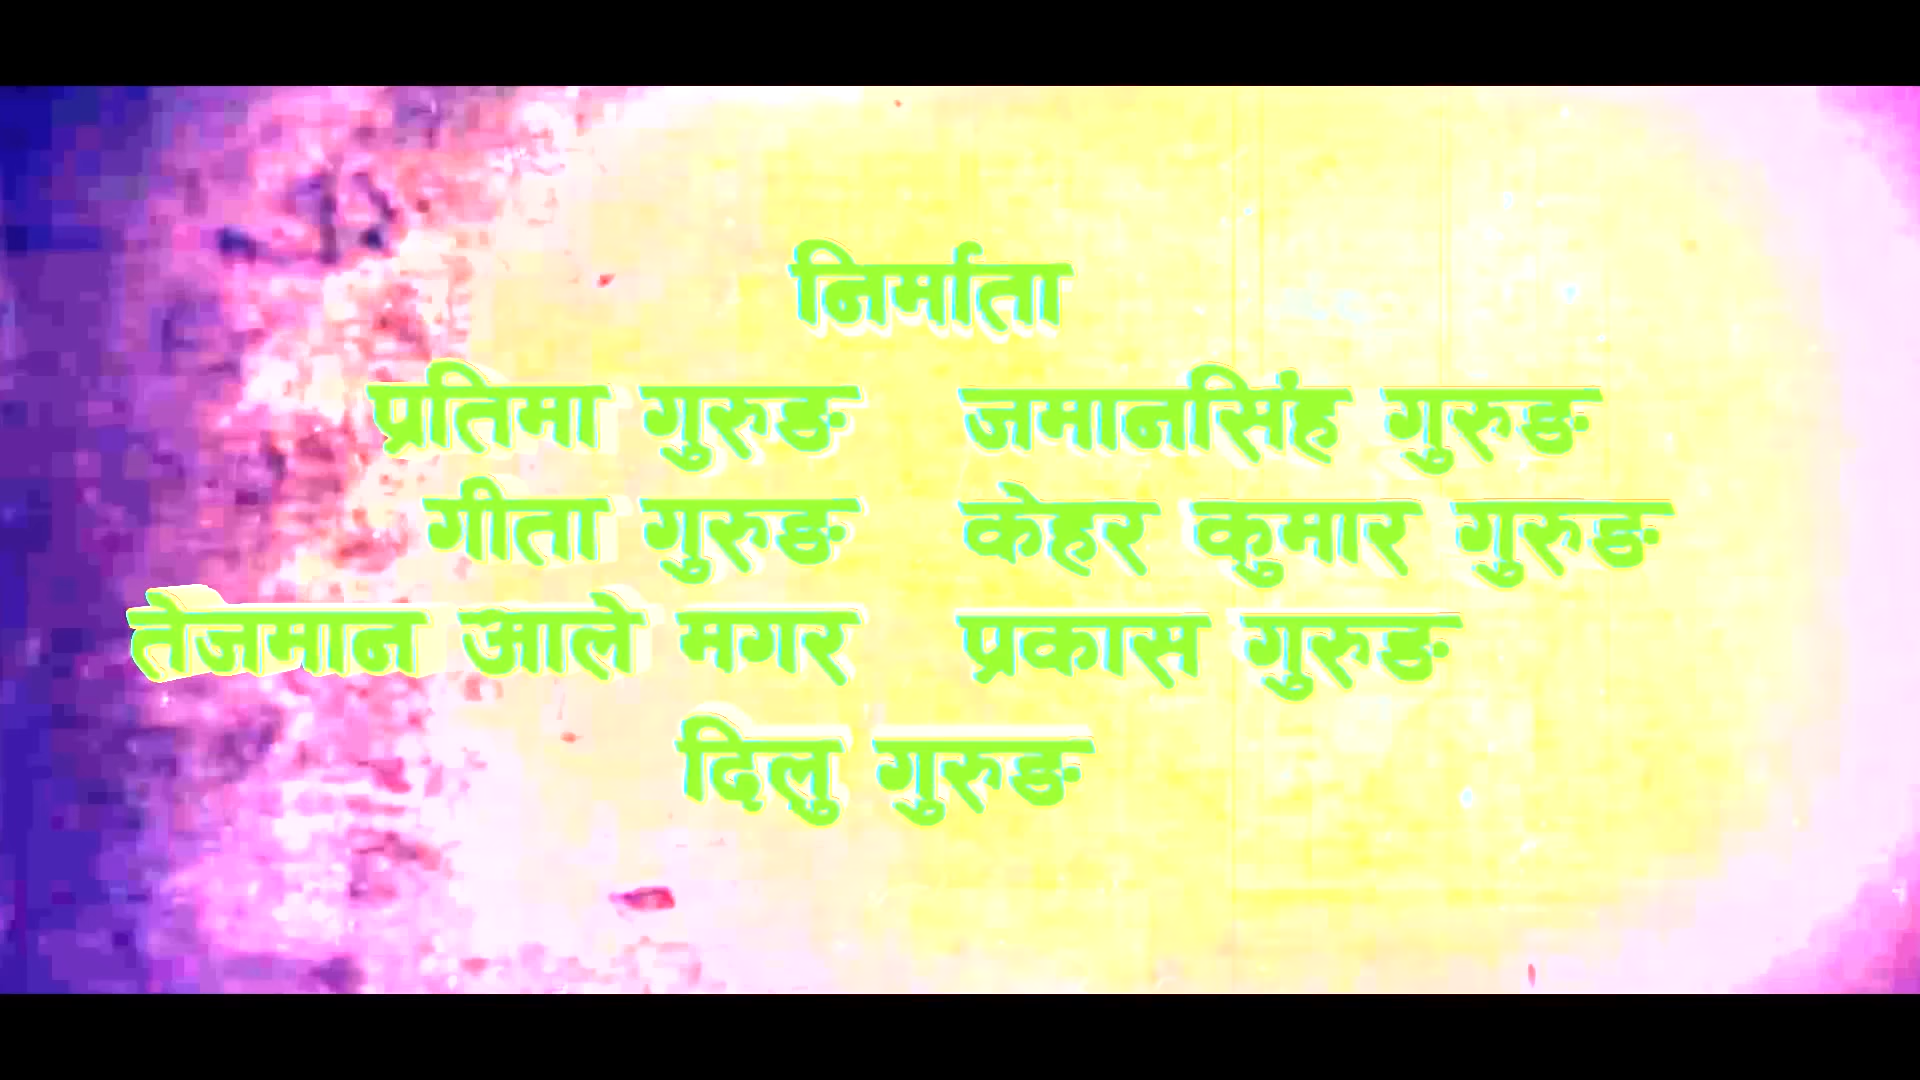 निर्माता
प्रतिमा गुरुङ जमानसिंह गुरुङ
गीता गुरुङ केहर कुमार गुरुङ
तेजमान आले मगर प्रकास गुरुङ
दिलु गुरुङ